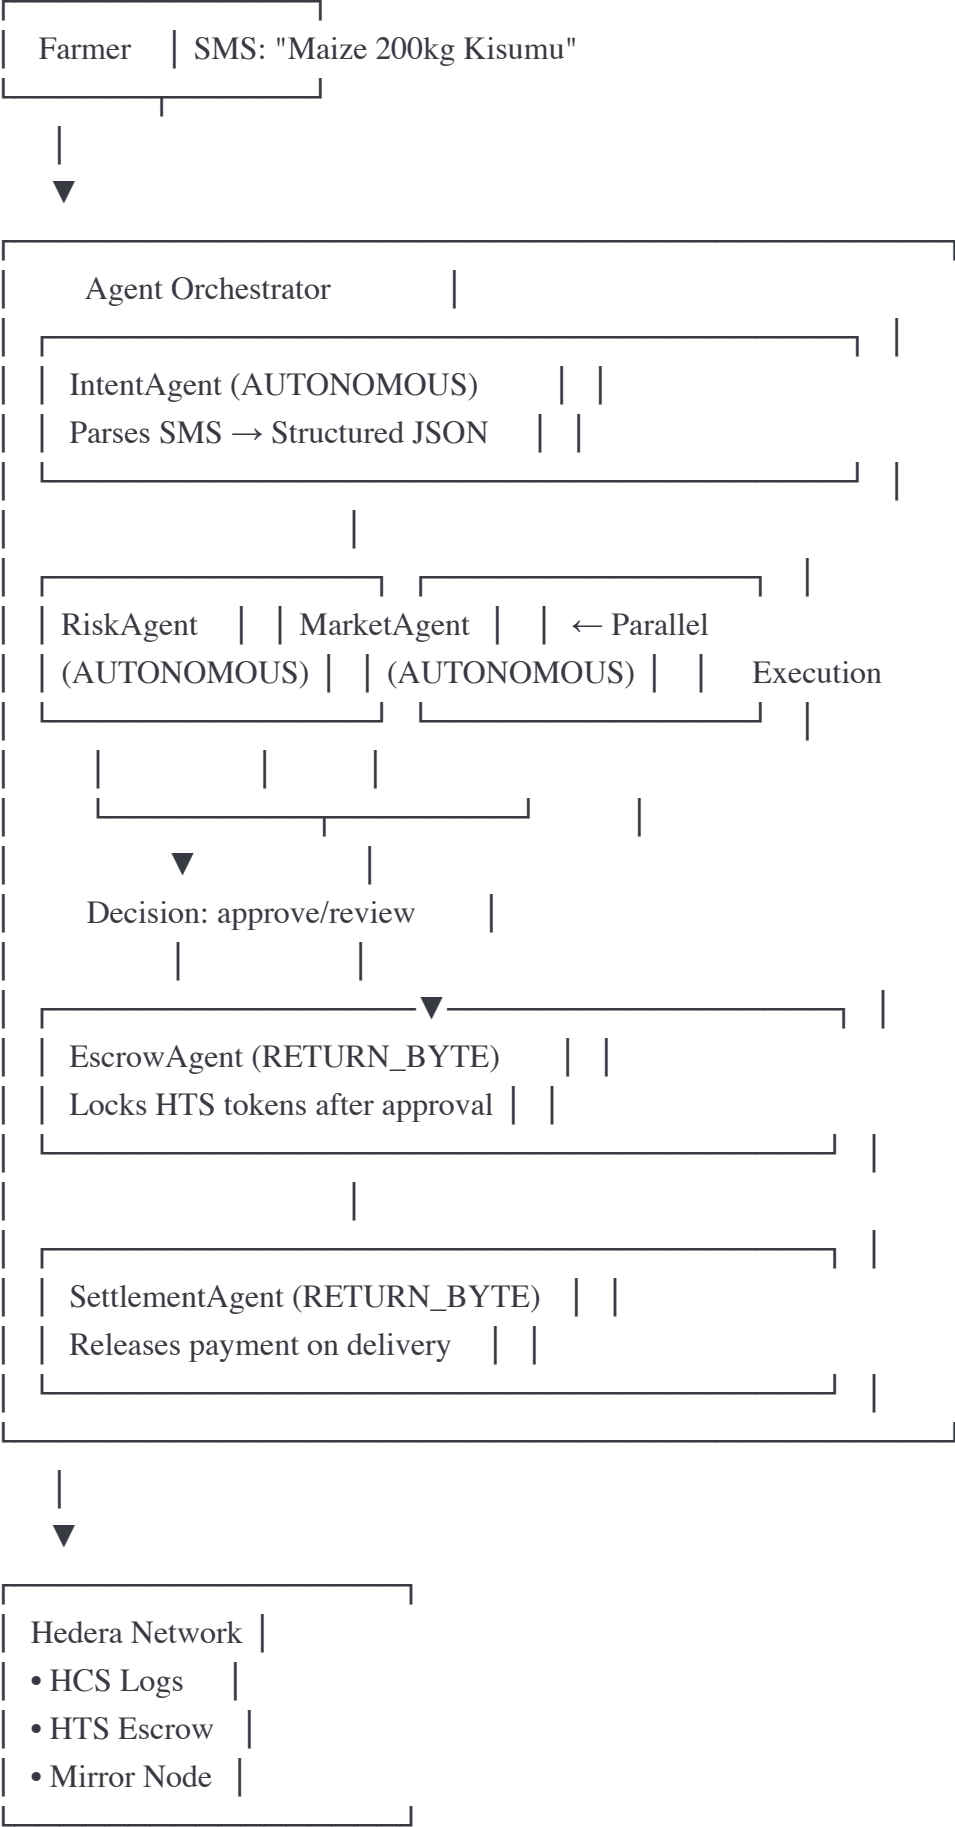 Farmer SMS: "Maize 200kg Kisumu"
▼
Agent Orchestrator
IntentAgent (AUTONOMOUS)
Parses SMS → Structured JSON
RiskAgent MarketAgent ← Parallel
(AUTONOMOUS) (AUTONOMOUS) Execution
▼
Decision: approve/review
▼
EscrowAgent (RETURN_BYTE)
Locks HTS tokens after approval
SettlementAgent (RETURN_BYTE)
Releases payment on delivery
▼
Hedera Network
• HCS Logs
• HTS Escrow
• Mirror Node